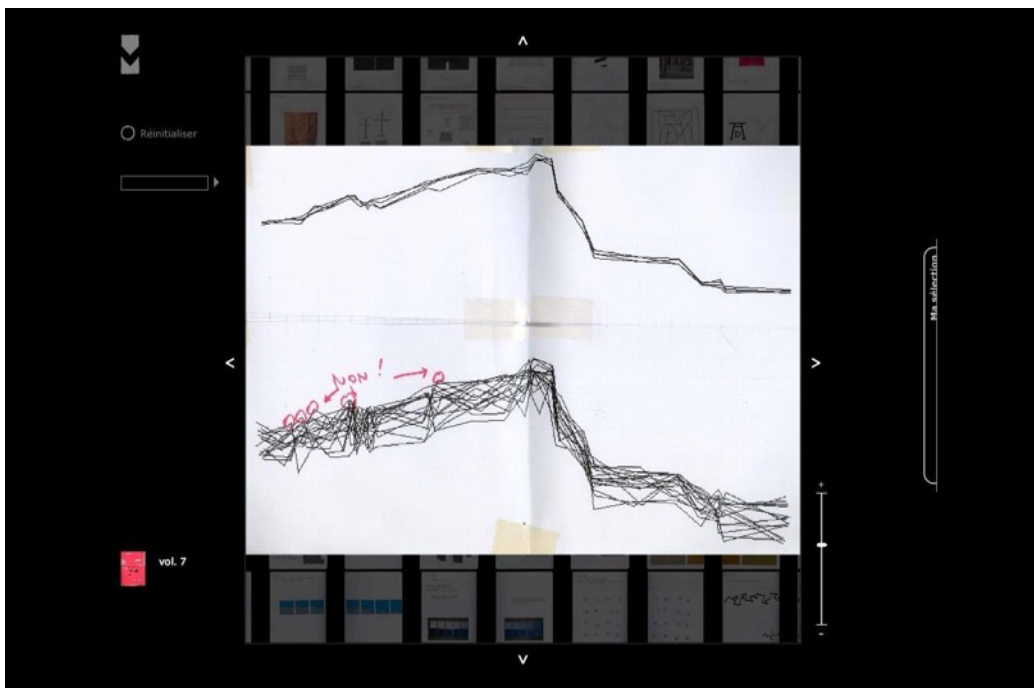 Réinitialiser
Ma sélection
NON !
vol. 7
+
-